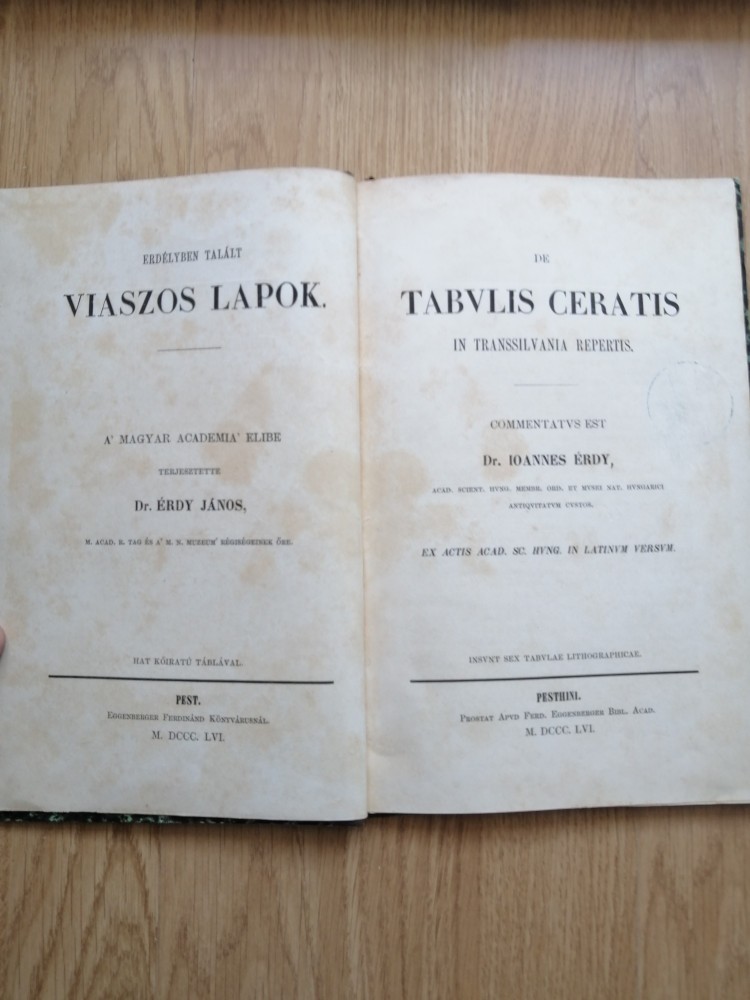 ERDÉLYBEN TALÁLT
VIASZOS LAPOK.
A' MAGYAR ACADEMIA' ELIBE
TERJESZTETTE
Dr. ÉRDY JÁNOS,
M. ACAD. R. TAG ÉS A' M. N. MUZEUM' RÉGISÉGEINEK ŐRE.
HAT KŐIRATÚ TÁBLÁVAL.
PEST.
EGGENBERGER FERDINÁND KÖNYVÁRUSNÁL.
M. DCCC. LVI.
DE
TABVLIS CERATIS
IN TRANSSILVANIA REPERTIS.
COMMENTATVS EST
Dr. IOANNES ÉRDY,
ACAD. SCIENT. HVNG. MEMBR. ORD. ET MVSEI NAT. HVNGARICI
ANTIQVITATVM CVSTOS.
EX ACTIS ACAD. SC. HVNG. IN LATINVM VERSVM.
INSVNT SEX TABVLAE LITHOGRAPHICAE.
PESTHINI.
PROSTAT APVD FERD. EGGENBERGER BIBL. ACAD.
M. DCCC. LVI.